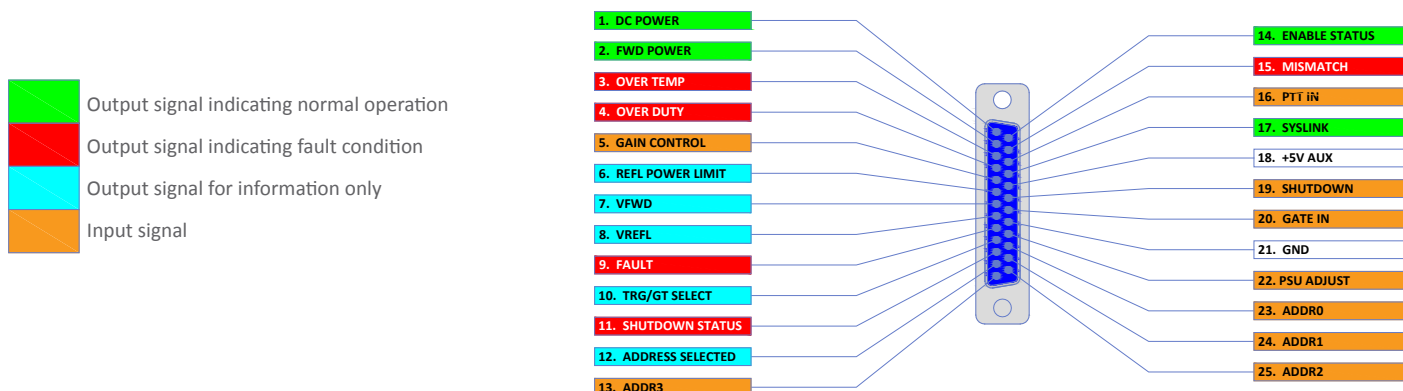 Output signal indicating normal operation
Output signal indicating fault condition
Output signal for information only
Input signal
1. DC POWER
2. FWD POWER
3. OVER TEMP
4. OVER DUTY
5. GAIN CONTROL
6. REFL POWER LIMIT
7. VFWD
8. VREFL
9. FAULT
10. TRG/GT SELECT
11. SHUTDOWN STATUS
12. ADDRESS SELECTED
13. ADDR3
14. ENABLE STATUS
15. MISMATCH
16. PTT IN
17. SYSLINK
18. +5V AUX
19. SHUTDOWN
20. GATE IN
21. GND
22. PSU ADJUST
23. ADDR0
24. ADDR1
25. ADDR2